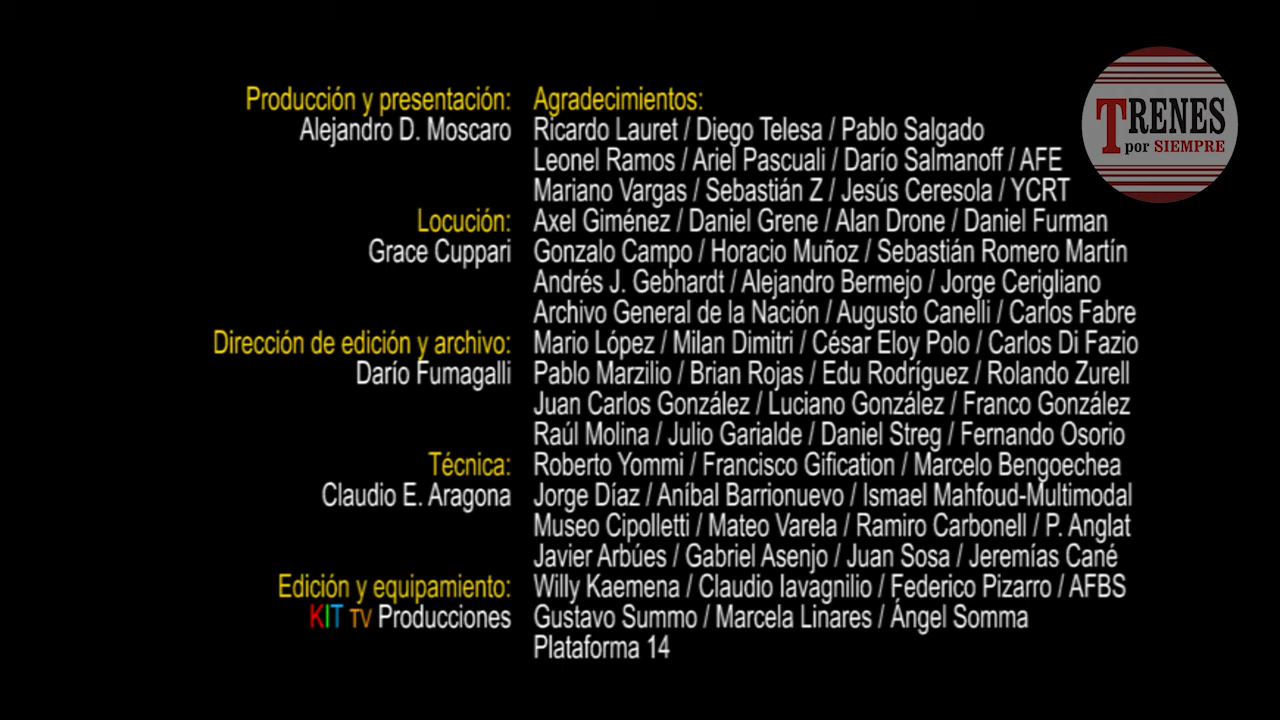 Producción y presentación:
Alejandro D. Moscaro
Locución:
Grace Cuppari
Dirección de edición y archivo:
Darío Fumagalli
Técnica:
Claudio E. Aragona
Edición y equipamiento:
KIT TV Producciones
Agradecimientos:
Ricardo Lauret / Diego Telesa / Pablo Salgado
Leonel Ramos / Ariel Pascuali / Darío Salmanoff / AFE
Mariano Vargas / Sebastián Z / Jesús Ceresola / YCRT
Axel Giménez / Daniel Grene / Alan Drone / Daniel Furman
Gonzalo Campo / Horacio Muñoz / Sebastián Romero Martín
Andrés J. Gebhardt / Alejandro Bermejo / Jorge Cerigliano
Archivo General de la Nación / Augusto Canelli / Carlos Fabre
Mario López / Milan Dimitri / César Eloy Polo / Carlos Di Fazio
Pablo Marzilio / Brian Rojas / Edu Rodríguez / Rolando Zurell
Juan Carlos González / Luciano González / Franco González
Raúl Molina / Julio Garialde / Daniel Streg / Fernando Osorio
Roberto Yommi / Francisco Gification / Marcelo Bengoechea
Jorge Díaz / Aníbal Barrionuevo / Ismael Mahfoud-Multimodal
Museo Cipolletti / Mateo Varela / Ramiro Carbonell / P. Anglat
Javier Arbúes / Gabriel Asenjo / Juan Sosa / Jeremías Cané
Willy Kaemena / Claudio Iavagnilio / Federico Pizarro / AFBS
Gustavo Summo / Marcela Linares / Ángel Somma
Plataforma 14
TRENES
por SIEMPRE